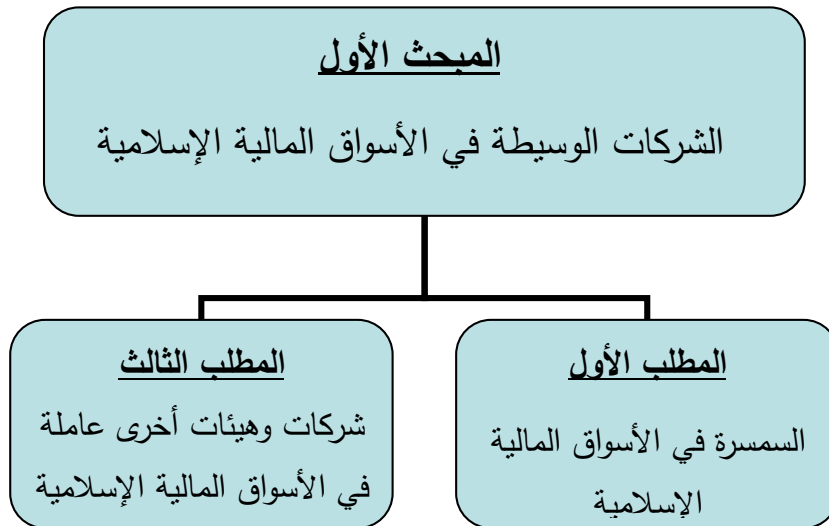 المبحث الأول
الشركات الوسيطة في الأسواق المالية الإسلامية
المطلب الأول
السمسرة في الأسواق المالية
الإسلامية
المطلب الثالث
شركات وهيئات أخرى عاملة
في الأسواق المالية الإسلامية